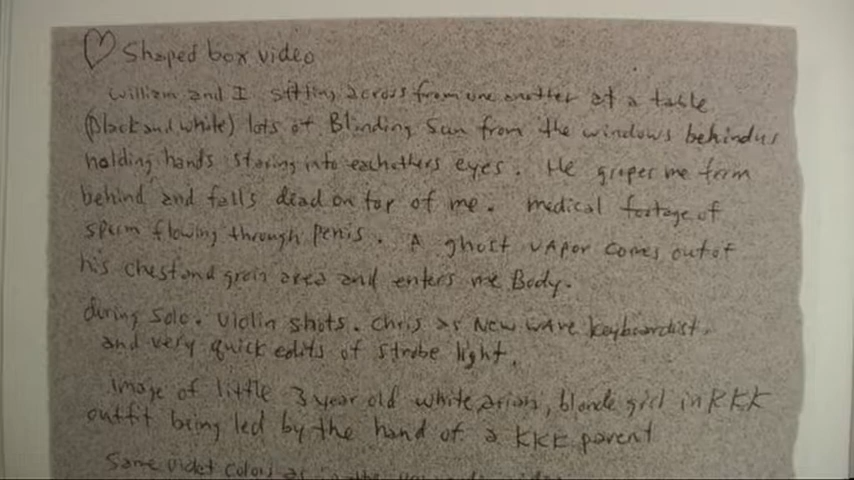 ♡ Shaped box video
William and I sitting across from one another at a table
(black and white) lots of Blinding Sun from the windows behind us
holding hands staring into eachothers eyes. He gropes me form
behind and falls dead on top of me. medical footage of
sperm flowing through penis. A ghost vapor comes out of
his chest and groin area and enters me Body.
during solo. violin shots. Chris as New wave keyboardist.
and very quick edits of strobe light.
image of little 3 year old white arian, blonde girl in KKK
outfit being led by the hand of a KKK parent
Same violet colors as